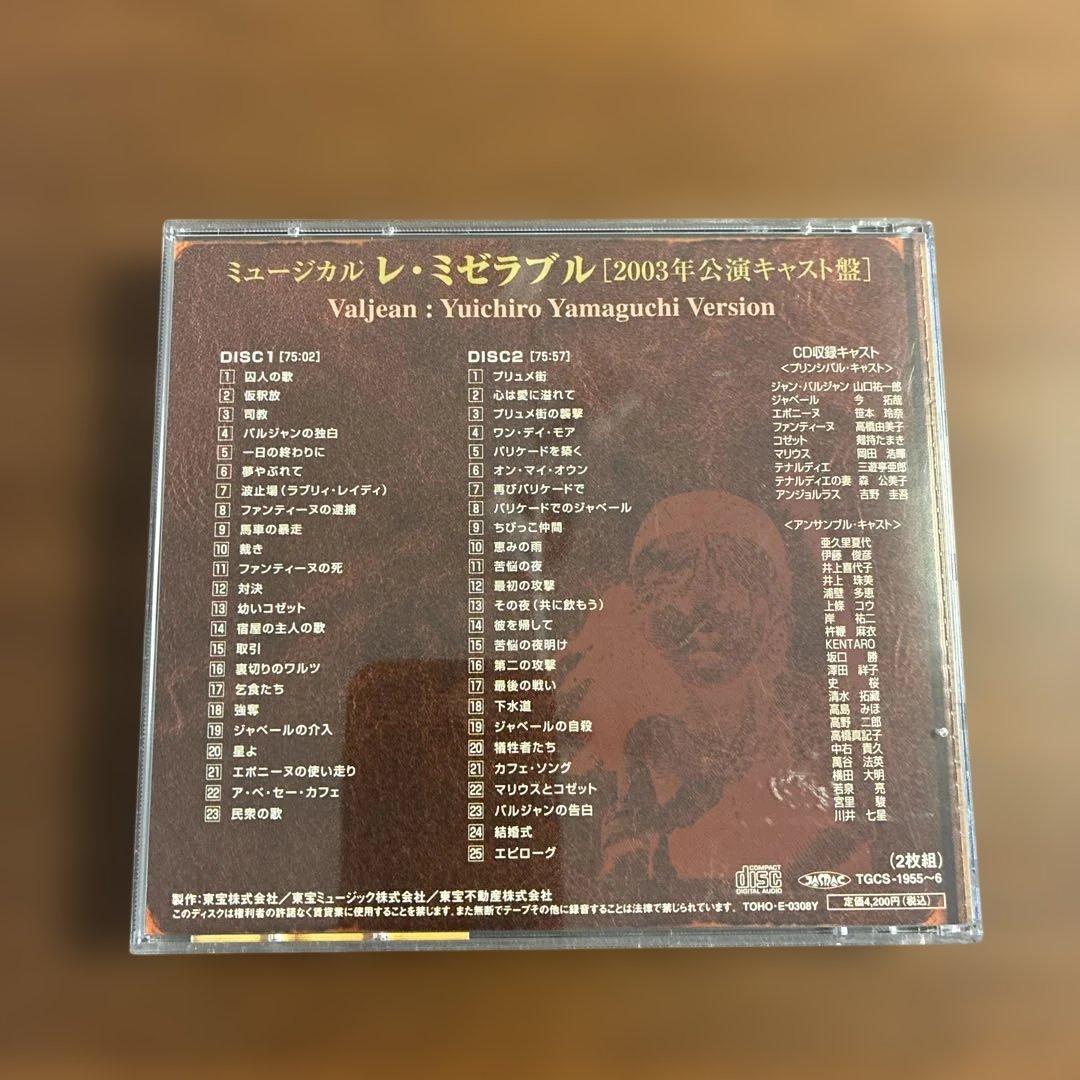 ミュージカル レ・ミゼラブル [2003年公演キャスト盤]
Valjean : Yuichiro Yamaguchi Version
DISC1 [75:02]
1 囚人の歌
2 仮釈放
3 司教
4 バルジャンの独白
5 一日の終わりに
6 夢やぶれて
7 波止場（ラブリィ・レイディ）
8 ファンティーヌの逮捕
9 馬車の暴走
10 裁き
11 ファンティーヌの死
12 対決
13 幼いコゼット
14 宿屋の主人の歌
15 取引
16 裏切りのワルツ
17 乞食たち
18 強奪
19 ジャベールの介入
20 星よ
21 エポニーヌの使い走り
22 ア・ベ・セー・カフェ
23 民衆の歌
DISC2 [75:57]
1 プリュメ街
2 心は愛に溢れて
3 プリュメ街の襲撃
4 ワン・デイ・モア
5 バリケードを築く
6 オン・マイ・オウン
7 再びバリケードで
8 バリケードでのジャベール
9 ちびっこ仲間
10 恵みの雨
11 苦悩の夜
12 最初の攻撃
13 その夜（共に飲もう）
14 彼を帰して
15 苦悩の夜明け
16 第二の攻撃
17 最後の戦い
18 下水道
19 ジャベールの自殺
20 犠牲者たち
21 カフェ・ソング
22 マリウスとコゼット
23 バルジャンの告白
24 結婚式
25 エピローグ
CD収録キャスト
＜プリンシパル・キャスト＞
ジャン・バルジャン 山口祐一郎
ジャベール 今 拓哉
エポニーヌ 笹本 玲奈
ファンティーヌ 高橋由美子
コゼット 剱持たまき
マリウス 岡田 浩暉
テナルディエ 三遊亭亜郎
テナルディエの妻 森 公美子
アンジョルラス 吉野 圭吾
＜アンサンブル・キャスト＞
亜久里夏代
伊藤 俊彦
井上喜代子
井上 珠美
浦壁 多恵
上條 コウ
岸 祐二
杵鞭 麻衣
KENTARO
坂口 勝
澤田 祥子
史 桜
清水 拓蔵
高島 みほ
高野 二郎
高橋真記子
中右 貴久
萬谷 法英
横田 大明
若泉 亮
宮里 駿
川井 七星
（2枚組）
COMPACT disc DIGITAL AUDIO
JASRAC TGCS-1955～6
製作：東宝株式会社／東宝ミュージック株式会社／東宝不動産株式会社
このディスクは権利者の許諾なく賃貸業に使用することを禁じます。また無断でテープその他に録音することは法律で禁じられています。 TOHO・E-0308Y
定価4,200円（税込）